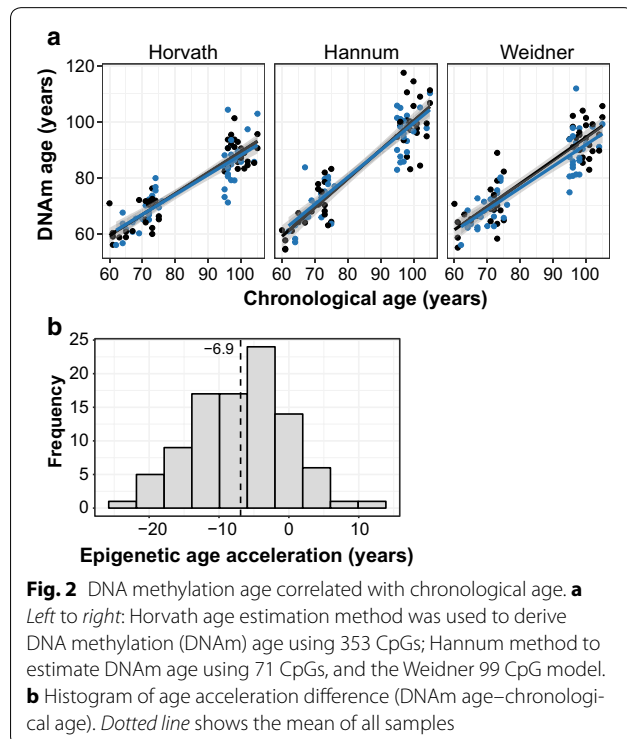 a
Horvath Hannum Weidner
120
100
80
60
DNAm age (years)
60 70 80 90 100 60 70 80 90 100 60 70 80 90 100
Chronological age (years)
b
25
20
15
10
5
0
Frequency
−6.9
−20 −10 0 10
Epigenetic age acceleration (years)
Fig. 2 DNA methylation age correlated with chronological age. a
Left to right: Horvath age estimation method was used to derive
DNA methylation (DNAm) age using 353 CpGs; Hannum method to
estimate DNAm age using 71 CpGs, and the Weidner 99 CpG model.
b Histogram of age acceleration difference (DNAm age–chronologi-
cal age). Dotted line shows the mean of all samples